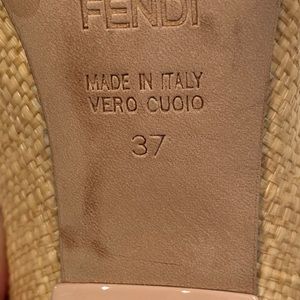 FENDI
MADE IN ITALY
VERO CUOIO
37